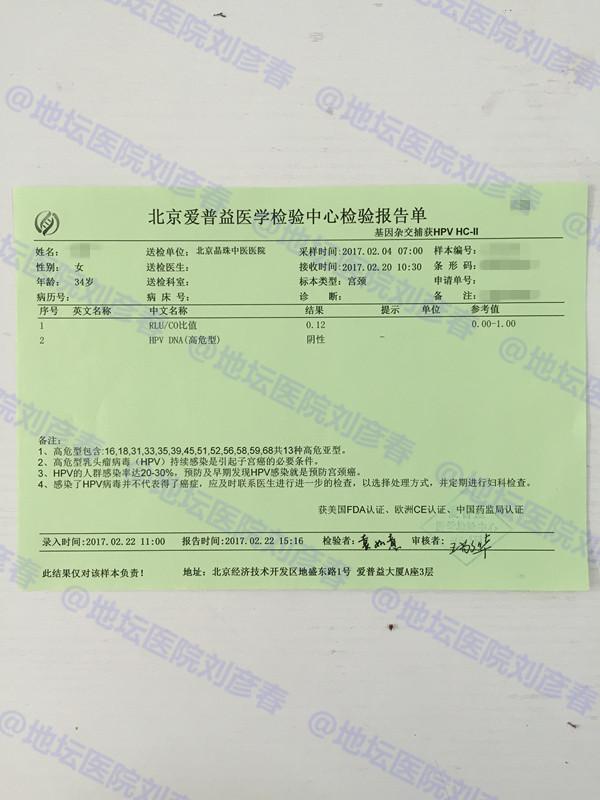 @地坛医院刘彦春
北京爱普益医学检验中心检验报告单
基因杂交捕获HPV HC-II
姓名: 送检单位: 北京晶珠中医医院 采样时间:2017.02.04 07:00 样本编号:
性别: 女 送检医生: 接收时间:2017.02.20 10:30 条 形 码:
年龄: 34岁 送检科室: 标本类型: 宫颈 申请单号:
病历号: 病 床 号: 诊 断: 备 注:
序号 英文名称 中文名称 结果 提示 单位 参考值
1 RLU/CO比值 0.12 0.00-1.00
2 HPV DNA(高危型) 阴性 -
备注:
1、高危型包含:16,18,31,33,35,39,45,51,52,56,58,59,68共13种高危亚型。
2、高危型乳头瘤病毒（HPV）持续感染是引起子宫癌的必要条件。
3、HPV的人群感染率达20-30%，预防及早期发现HPV感染就是预防宫颈癌。
4、感染了HPV病毒并不代表得了癌症，应及时联系医生进行进一步的检查，以选择处理方式，并定期进行妇科检查。
获美国FDA认证、欧洲CE认证、中国药监局认证
录入时间:2017.02.22 11:00 报告时间:2017.02.22 15:16 检验者: 审核者:
此结果仅对该样本负责！ 地址: 北京经济技术开发区地盛东路1号 爱普益大厦A座3层